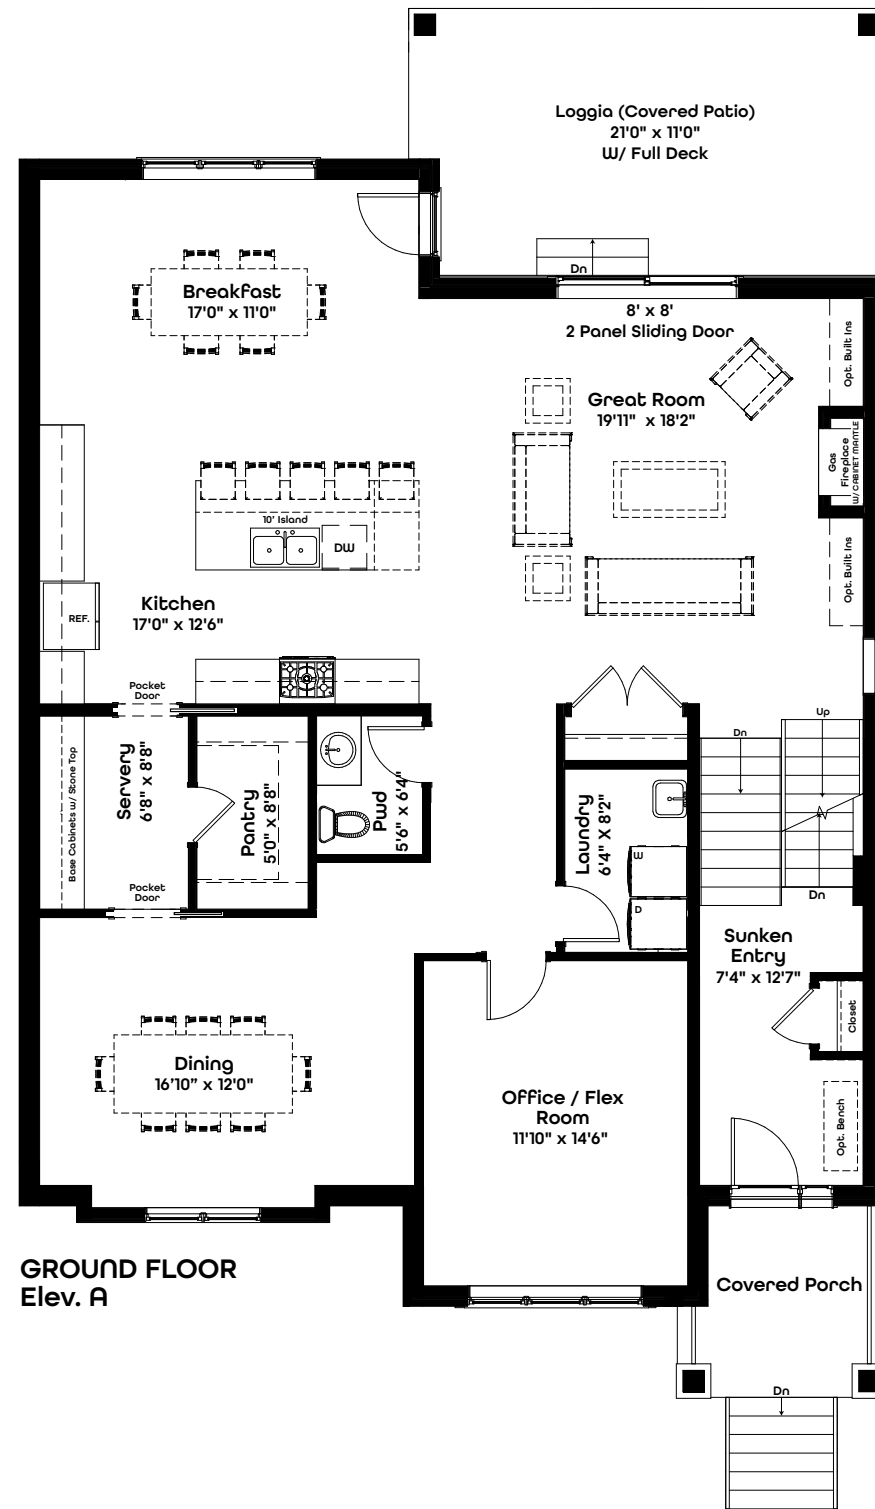 Loggia (Covered Patio)
21'0" x 11'0"
W/ Full Deck
Dn
8' x 8'
2 Panel Sliding Door
Breakfast
17'0" x 11'0"
Opt. Built Ins
Great Room
19'11" x 18'2"
Gas
Fireplace
W/ CABINET MANTLE
10' Island
DW
Opt. Built Ins
Kitchen
17'0" x 12'6"
REF.
Pocket
Door
Up
Dn
Servery
6'8" x 8'8"
Base Cabinets w/ Stone Top
Pantry
5'0" x 8'8"
Pwd
5'6" x 6'4"
Laundry
6'4" x 8'2"
W
D
Pocket
Door
Dn
Sunken
Entry
7'4" x 12'7"
Closet
Dining
16'10” x 12'0"
Office / Flex
Room
11'10" x 14'6"
Opt. Bench
GROUND FLOOR
Elev. A
Covered Porch
Dn